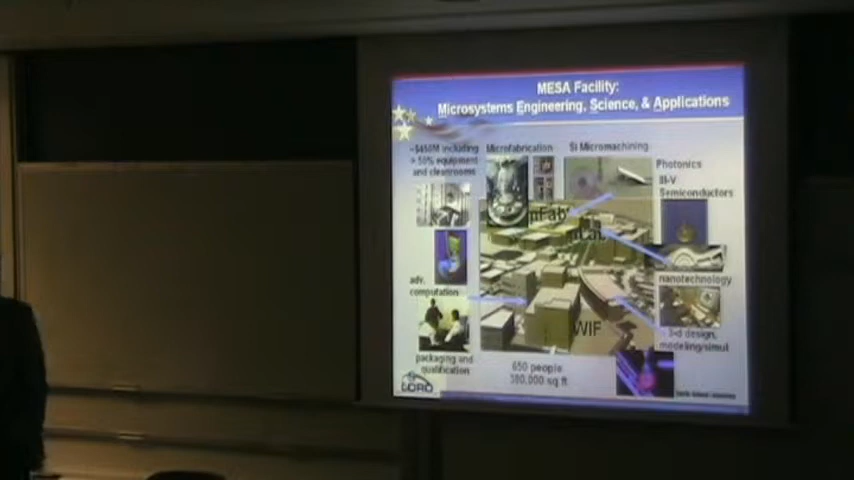 MESA Facility:
Microsystems Engineering, Science, & Applications
~$450M including
> 50% equipment
and cleanrooms
Microfabrication
Si Micromachining
Photonics
III-V
Semiconductors
µFab
µLab
nanotechnology
adv.
computation
WIF
3-d design,
modeling/simul
packaging and
qualification
650 people
380,000 sq ft
LDRD